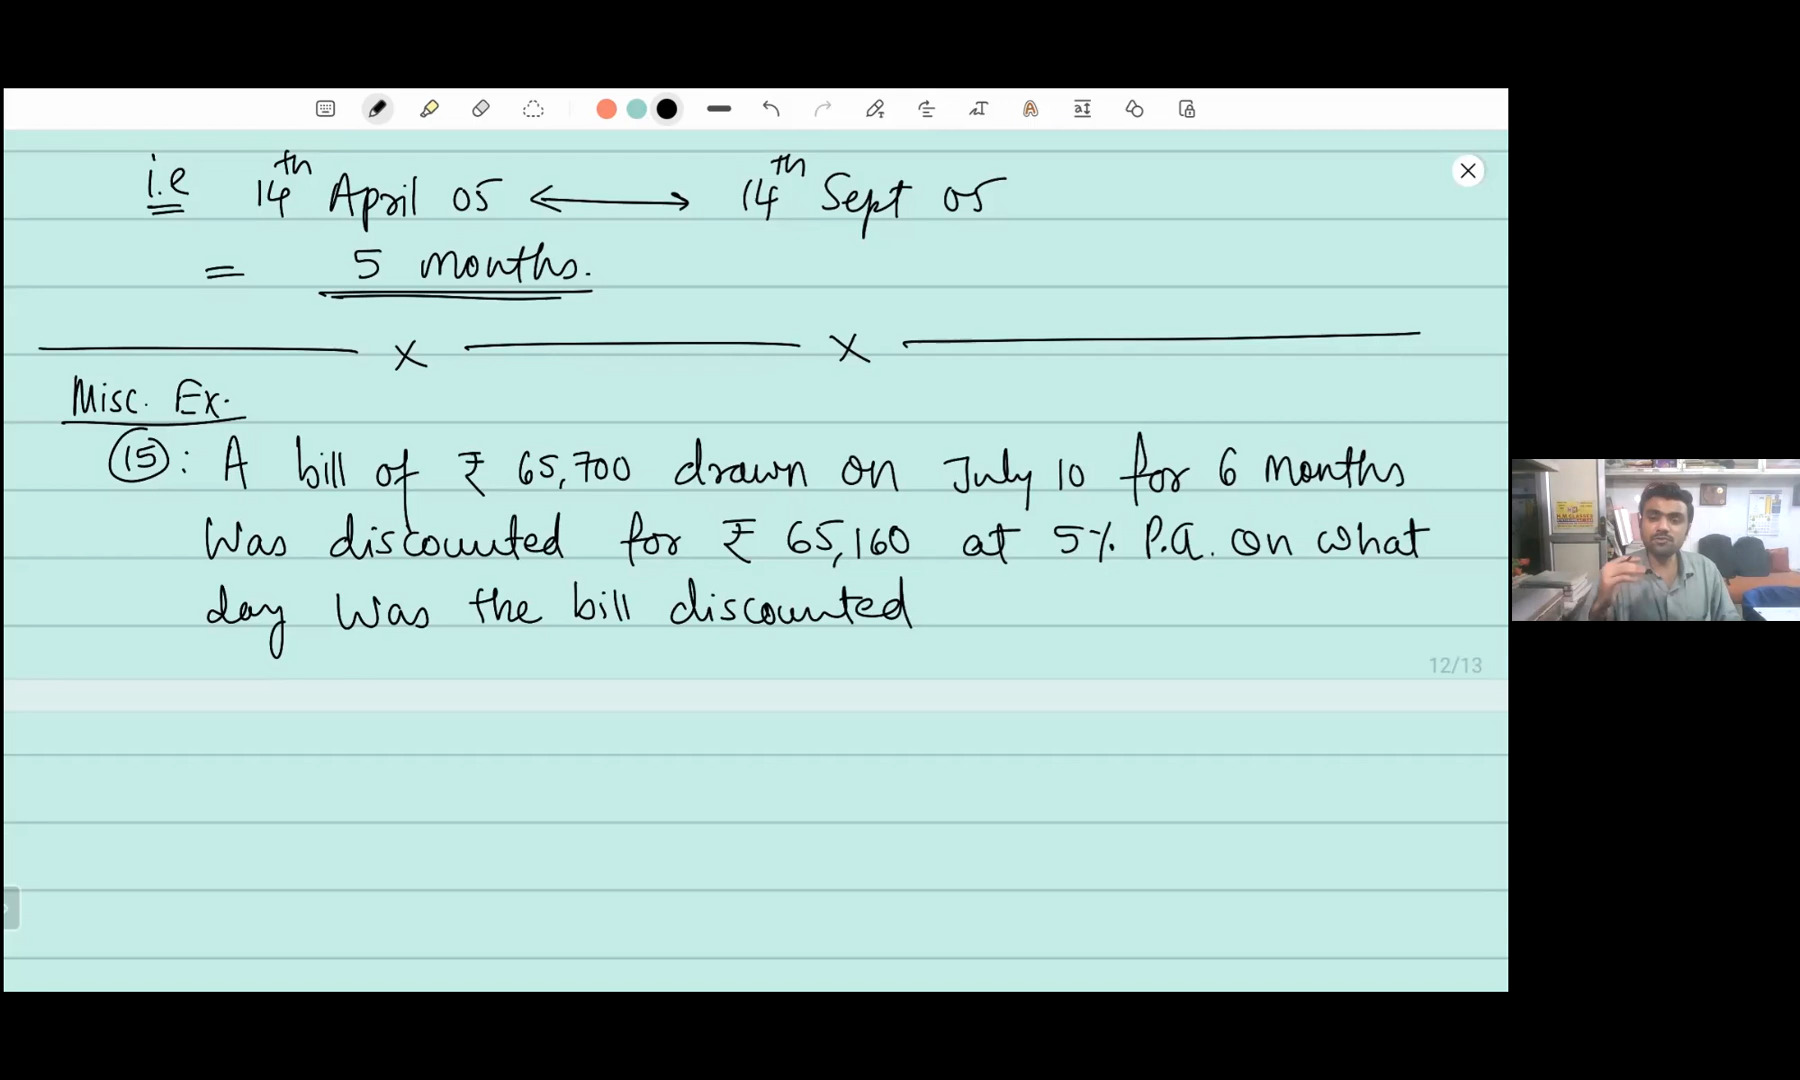 i.e 14th April 05 ⟷ 14th Sept 05
= 5 months.
x x
Misc. Ex.
15: A bill of ₹ 65,700 drawn on July 10 for 6 months
was discounted for ₹ 65,160 at 5% P.a. on what
day was the bill discounted
12/13